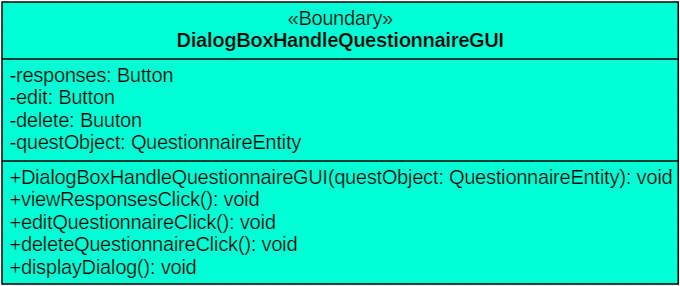 «Boundary»
DialogBoxHandleQuestionnaireGUI
-responses: Button
-edit: Button
-delete: Buuton
-questObject: QuestionnaireEntity
+DialogBoxHandleQuestionnaireGUI(questObject: QuestionnaireEntity): void
+viewResponsesClick(): void
+editQuestionnaireClick(): void
+deleteQuestionnaireClick(): void
+displayDialog(): void